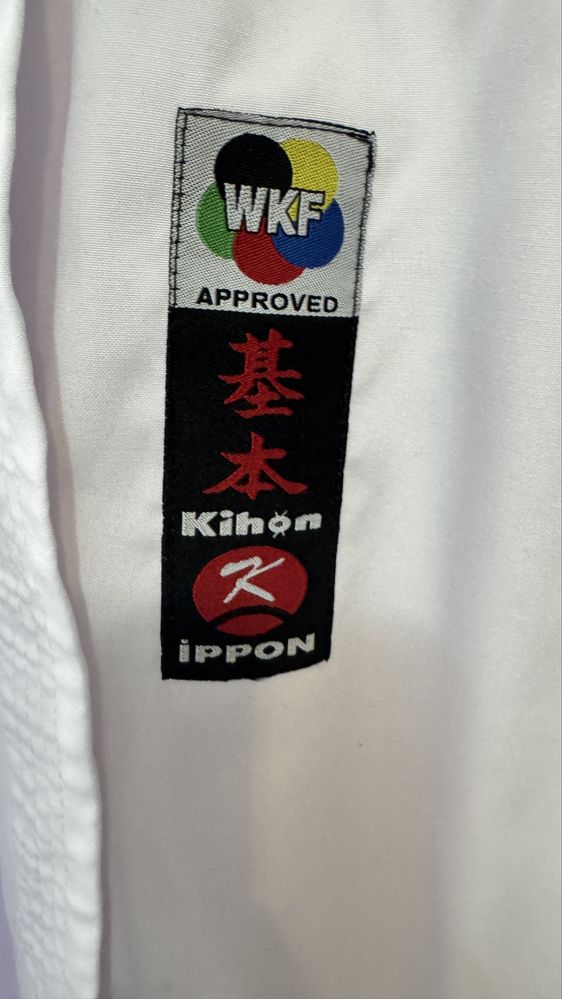 WKF
APPROVED
基
本
Kihon
K
iPPON